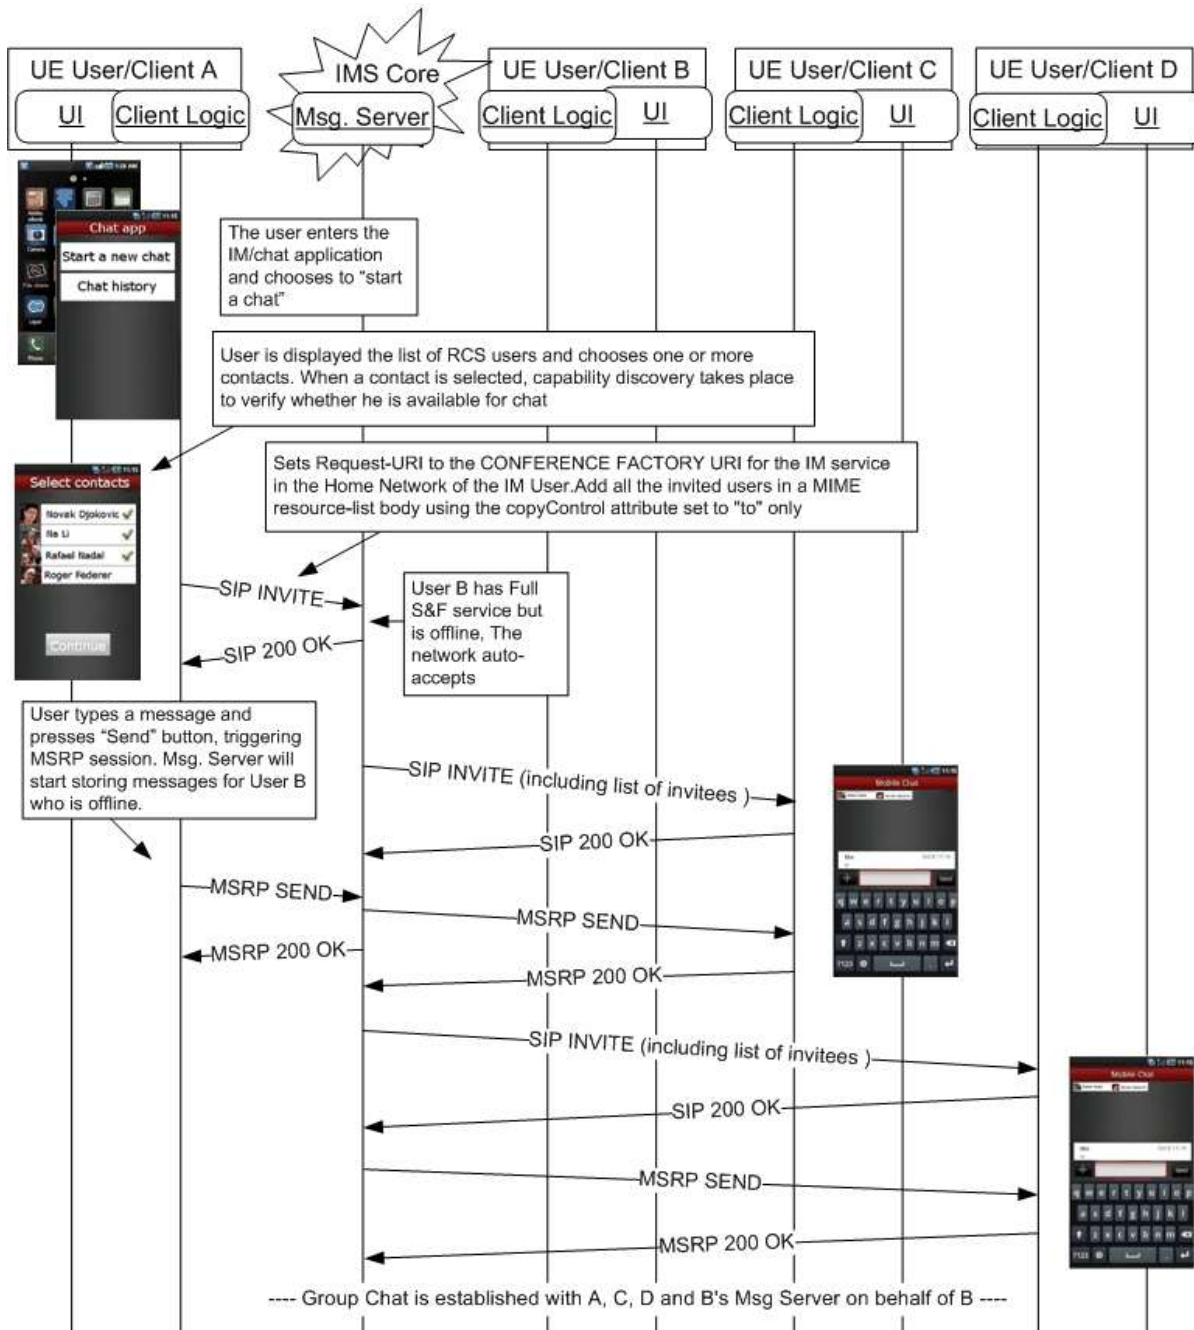 UE User/Client A
IMS Core
UE User/Client B
UE User/Client C
UE User/Client D
UI
Client Logic
Msg. Server
Client Logic
UI
Client Logic
UI
Client Logic
UI
Chat app
Start a new chat
Chat history
Phone
The user enters the
IM/chat application
and chooses to “start
a chat”
User is displayed the list of RCS users and chooses one or more
contacts. When a contact is selected, capability discovery takes place
to verify whether he is available for chat
Sets Request-URI to the CONFERENCE FACTORY URI for the IM service
in the Home Network of the IM User.Add all the invited users in a MIME
resource-list body using the copyControl attribute set to "to" only
Select contacts
Novak Djokovic
Na Li
Rafael Nadal
Roger Federer
Continue
SIP INVITE
User B has Full
S&F service but
is offline, The
network auto-
accepts
SIP 200 OK
User types a message and
presses “Send” button, triggering
MSRP session. Msg. Server will
start storing messages for User B
who is offline.
SIP INVITE (including list of invitees )
Mobile Chat
SIP 200 OK
MSRP SEND
MSRP SEND
MSRP 200 OK
MSRP 200 OK
q w e r t y u i o p
a s d f g h j k l
z x c v b n m
?123
SIP INVITE (including list of invitees )
Mobile Chat
SIP 200 OK
MSRP SEND
MSRP 200 OK
q w e r t y u i o p
a s d f g h j k l
z x c v b n m
?123
---- Group Chat is established with A, C, D and B's Msg Server on behalf of B ----